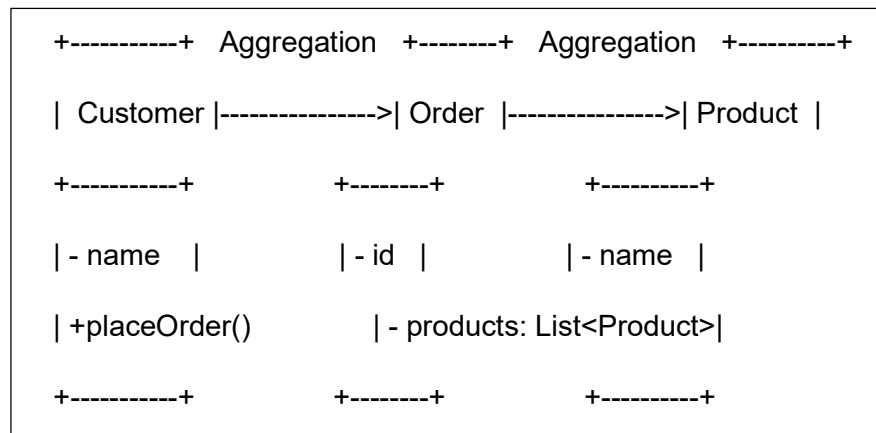 +-----------+ Aggregation +--------+ Aggregation +----------+
| Customer |---------------->| Order |---------------->| Product |
+-----------+ +--------+ +----------+
| - name | | - id | | - name |
| +placeOrder() | - products: List<Product>|
+-----------+ +--------+ +----------+